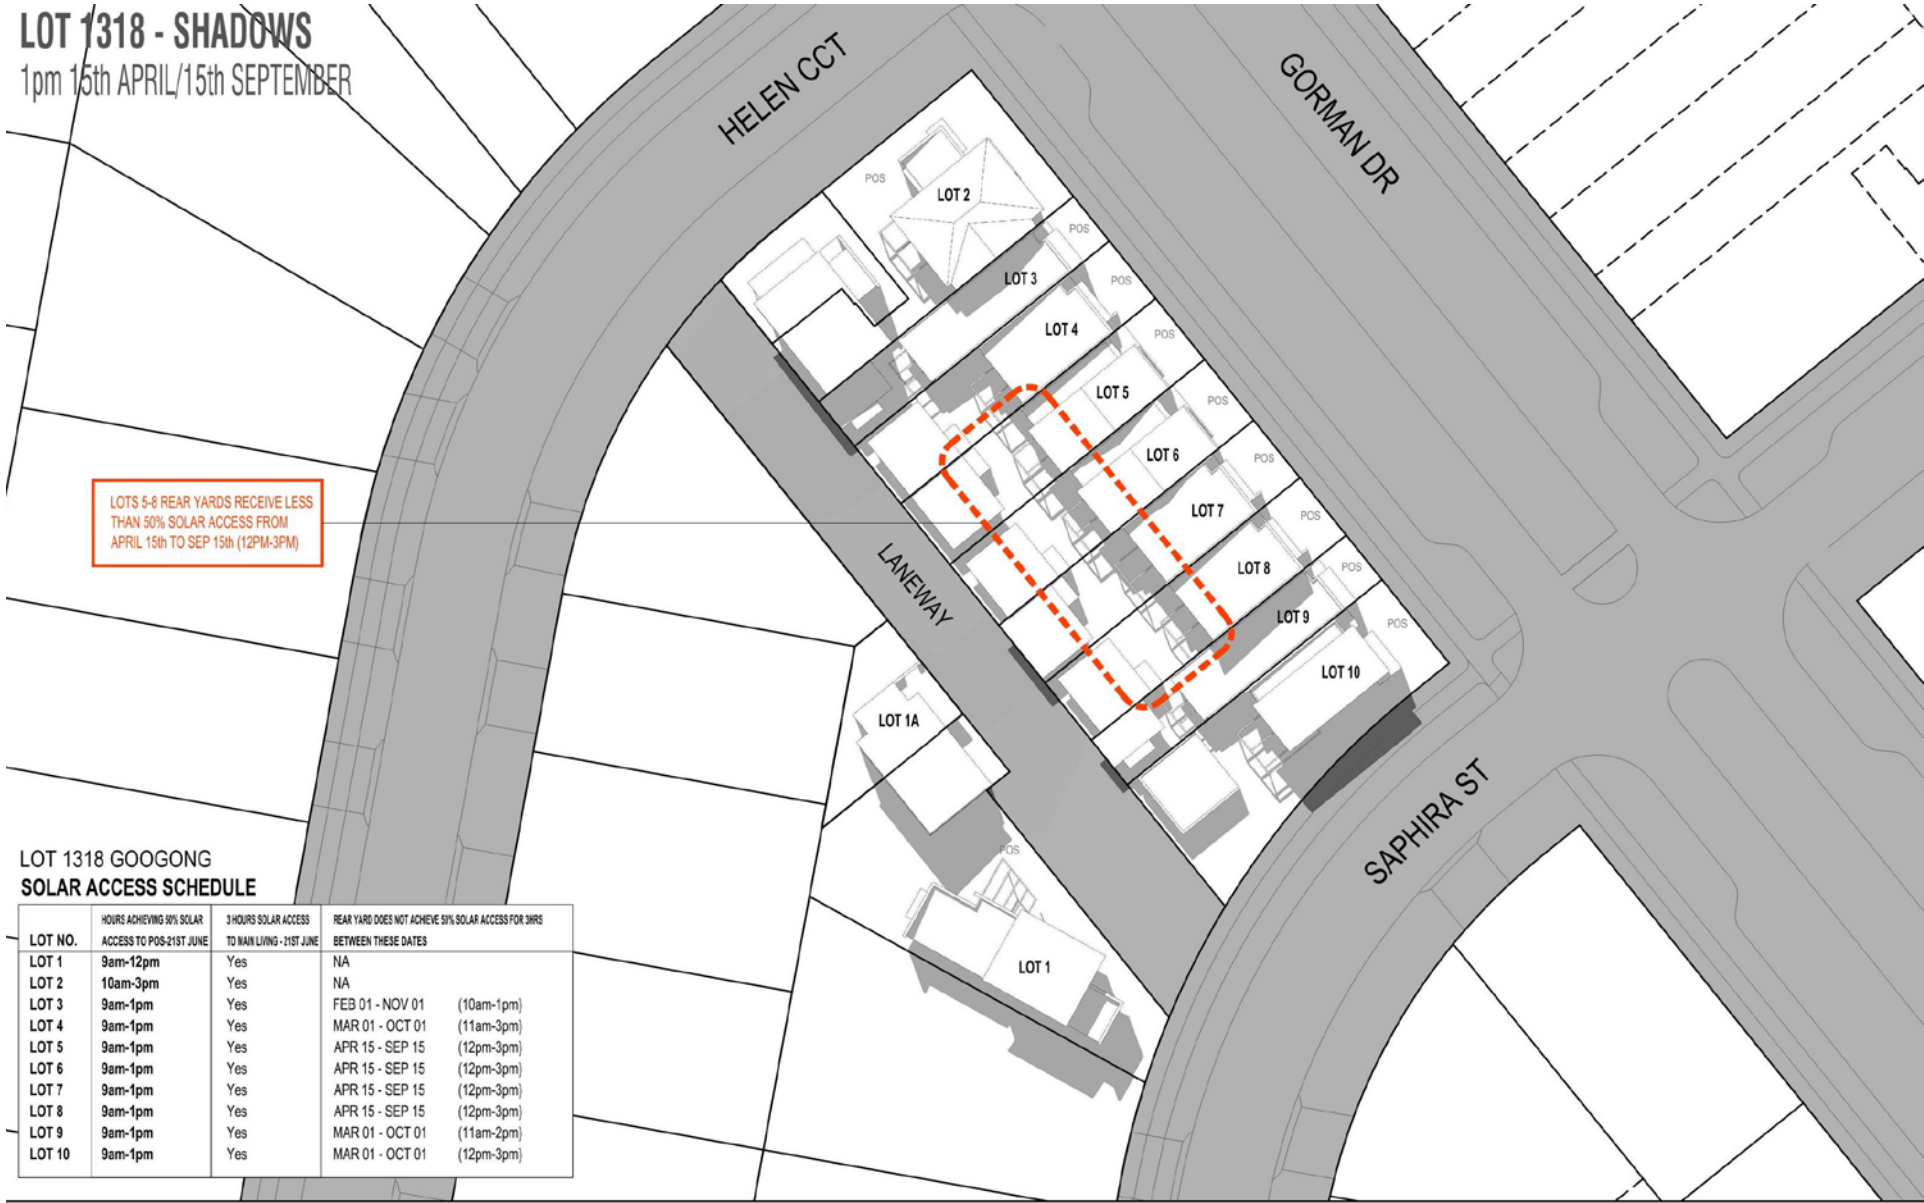 LOT 1318 - SHADOWS
1pm 15th APRIL/15th SEPTEMBER
HELEN CCT
GORMAN DR
POS
LOT 2
POS
LOT 3
POS
LOT 4
POS
LOT 5
POS
LOT 6
POS
LOT 7
POS
LOT 8
POS
LOT 9
POS
LOT 10
LOTS 5-8 REAR YARDS RECEIVE LESS
THAN 50% SOLAR ACCESS FROM
APRIL 15th TO SEP 15th (12PM-3PM)
LANEWAY
LOT 1A
SAPHIRA ST
POS
LOT 1
LOT 1318 GOOGONG
SOLAR ACCESS SCHEDULE
LOT NO. HOURS ACHIEVING 50% SOLAR ACCESS TO POS-21ST JUNE 3 HOURS SOLAR ACCESS TO MAIN LIVING - 21ST JUNE REAR YARD DOES NOT ACHIEVE 50% SOLAR ACCESS FOR 3HRS BETWEEN THESE DATES
LOT 1 9am-12pm Yes NA
LOT 2 10am-3pm Yes NA
LOT 3 9am-1pm Yes FEB 01 - NOV 01 (10am-1pm)
LOT 4 9am-1pm Yes MAR 01 - OCT 01 (11am-3pm)
LOT 5 9am-1pm Yes APR 15 - SEP 15 (12pm-3pm)
LOT 6 9am-1pm Yes APR 15 - SEP 15 (12pm-3pm)
LOT 7 9am-1pm Yes APR 15 - SEP 15 (12pm-3pm)
LOT 8 9am-1pm Yes APR 15 - SEP 15 (12pm-3pm)
LOT 9 9am-1pm Yes MAR 01 - OCT 01 (11am-2pm)
LOT 10 9am-1pm Yes MAR 01 - OCT 01 (12pm-3pm)